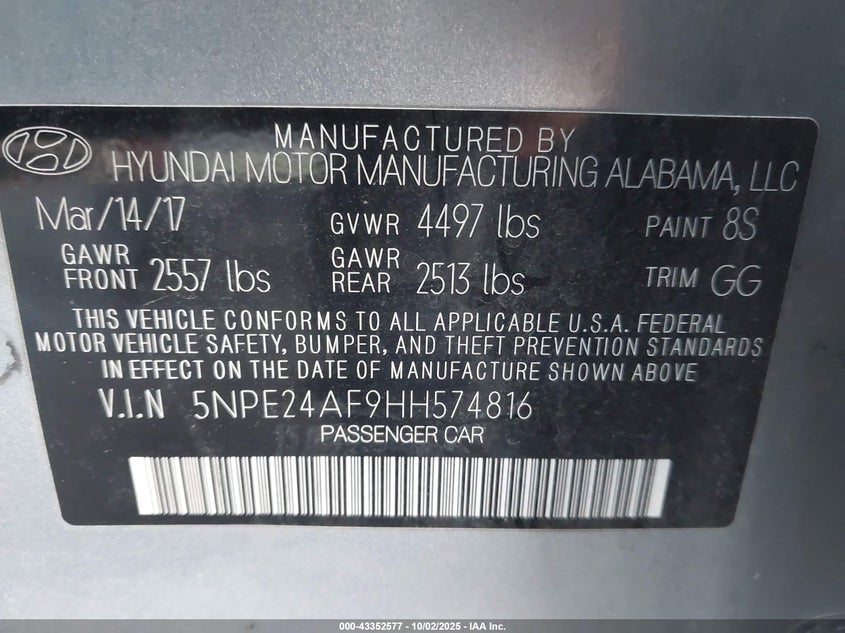 MANUFACTURED BY
HYUNDAI MOTOR MANUFACTURING ALABAMA, LLC
Mar/14/17 GVWR 4497 lbs PAINT 8S
GAWR FRONT 2557 lbs GAWR REAR 2513 lbs TRIM GG
THIS VEHICLE CONFORMS TO ALL APPLICABLE U.S.A. FEDERAL
MOTOR VEHICLE SAFETY, BUMPER, AND THEFT PREVENTION STANDARDS
IN EFFECT ON THE DATE OF MANUFACTURE SHOWN ABOVE
V.I.N 5NPE24AF9HH574816
PASSENGER CAR
000-43352577 - 10/02/2025 - IAA Inc.